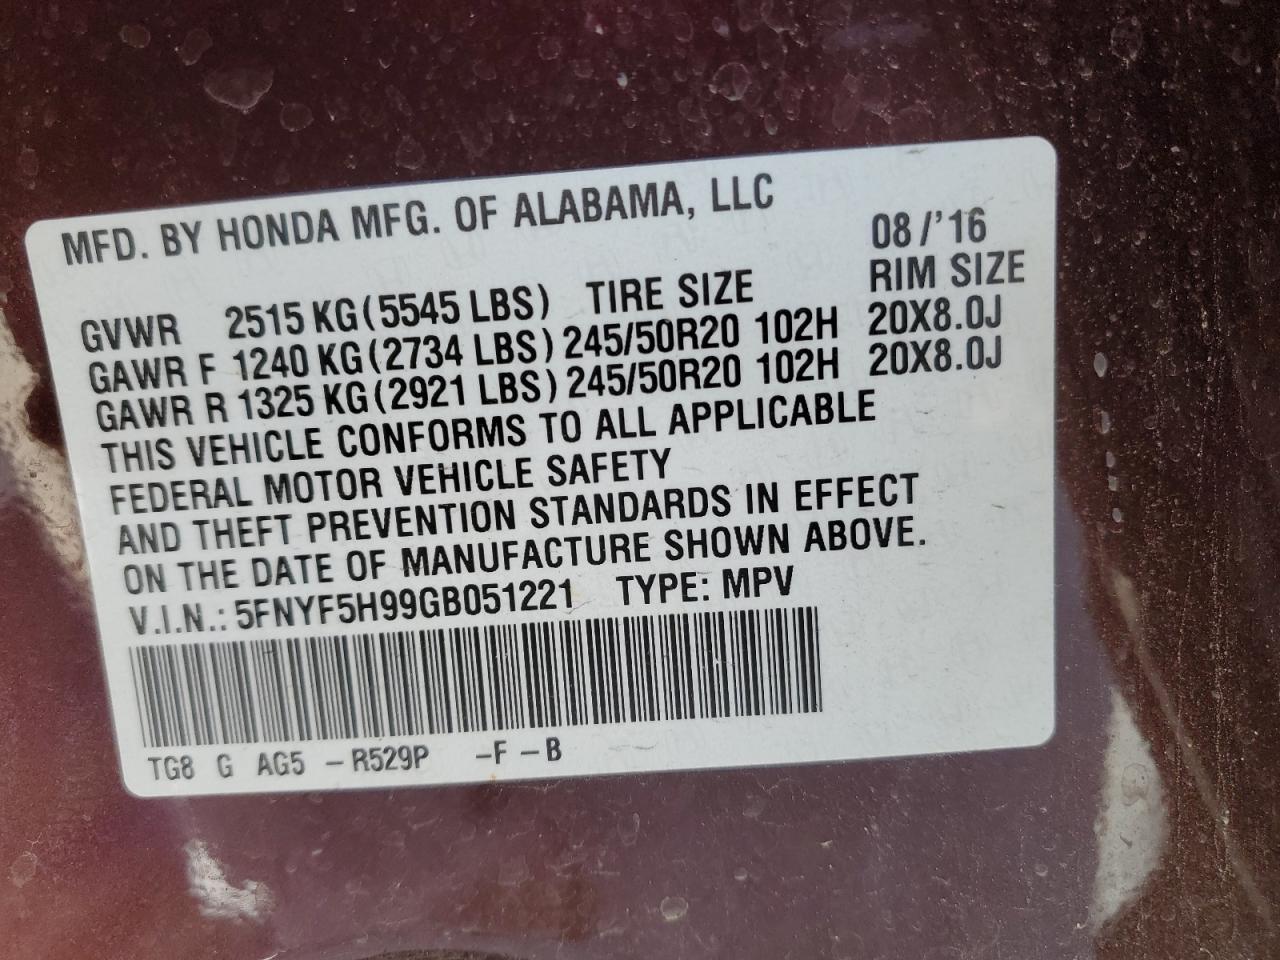 MFD. BY HONDA MFG. OF ALABAMA, LLC
08/'16
GVWR 2515 KG(5545 LBS) TIRE SIZE RIM SIZE
GAWR F 1240 KG(2734 LBS) 245/50R20 102H 20X8.0J
GAWR R 1325 KG(2921 LBS) 245/50R20 102H 20X8.0J
THIS VEHICLE CONFORMS TO ALL APPLICABLE
FEDERAL MOTOR VEHICLE SAFETY
AND THEFT PREVENTION STANDARDS IN EFFECT
ON THE DATE OF MANUFACTURE SHOWN ABOVE.
V.I.N.: 5FNYF5H99GB051221 TYPE: MPV
TG8 G AG5 -R529P -F -B